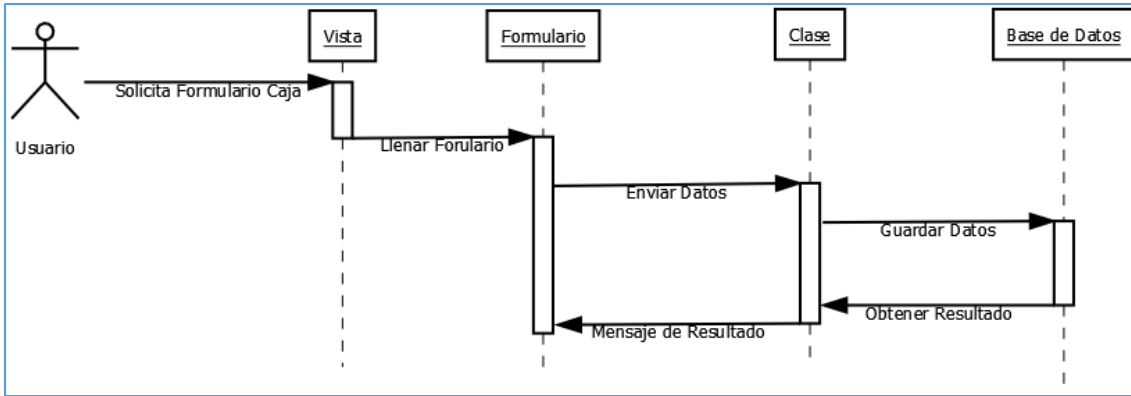 Vista
Formulario
Clase
Base de Datos
Solicita Formulario Caja
Usuario
Llenar Forulario
Enviar Datos
Guardar Datos
Obtener Resultado
Mensaje de Resultado